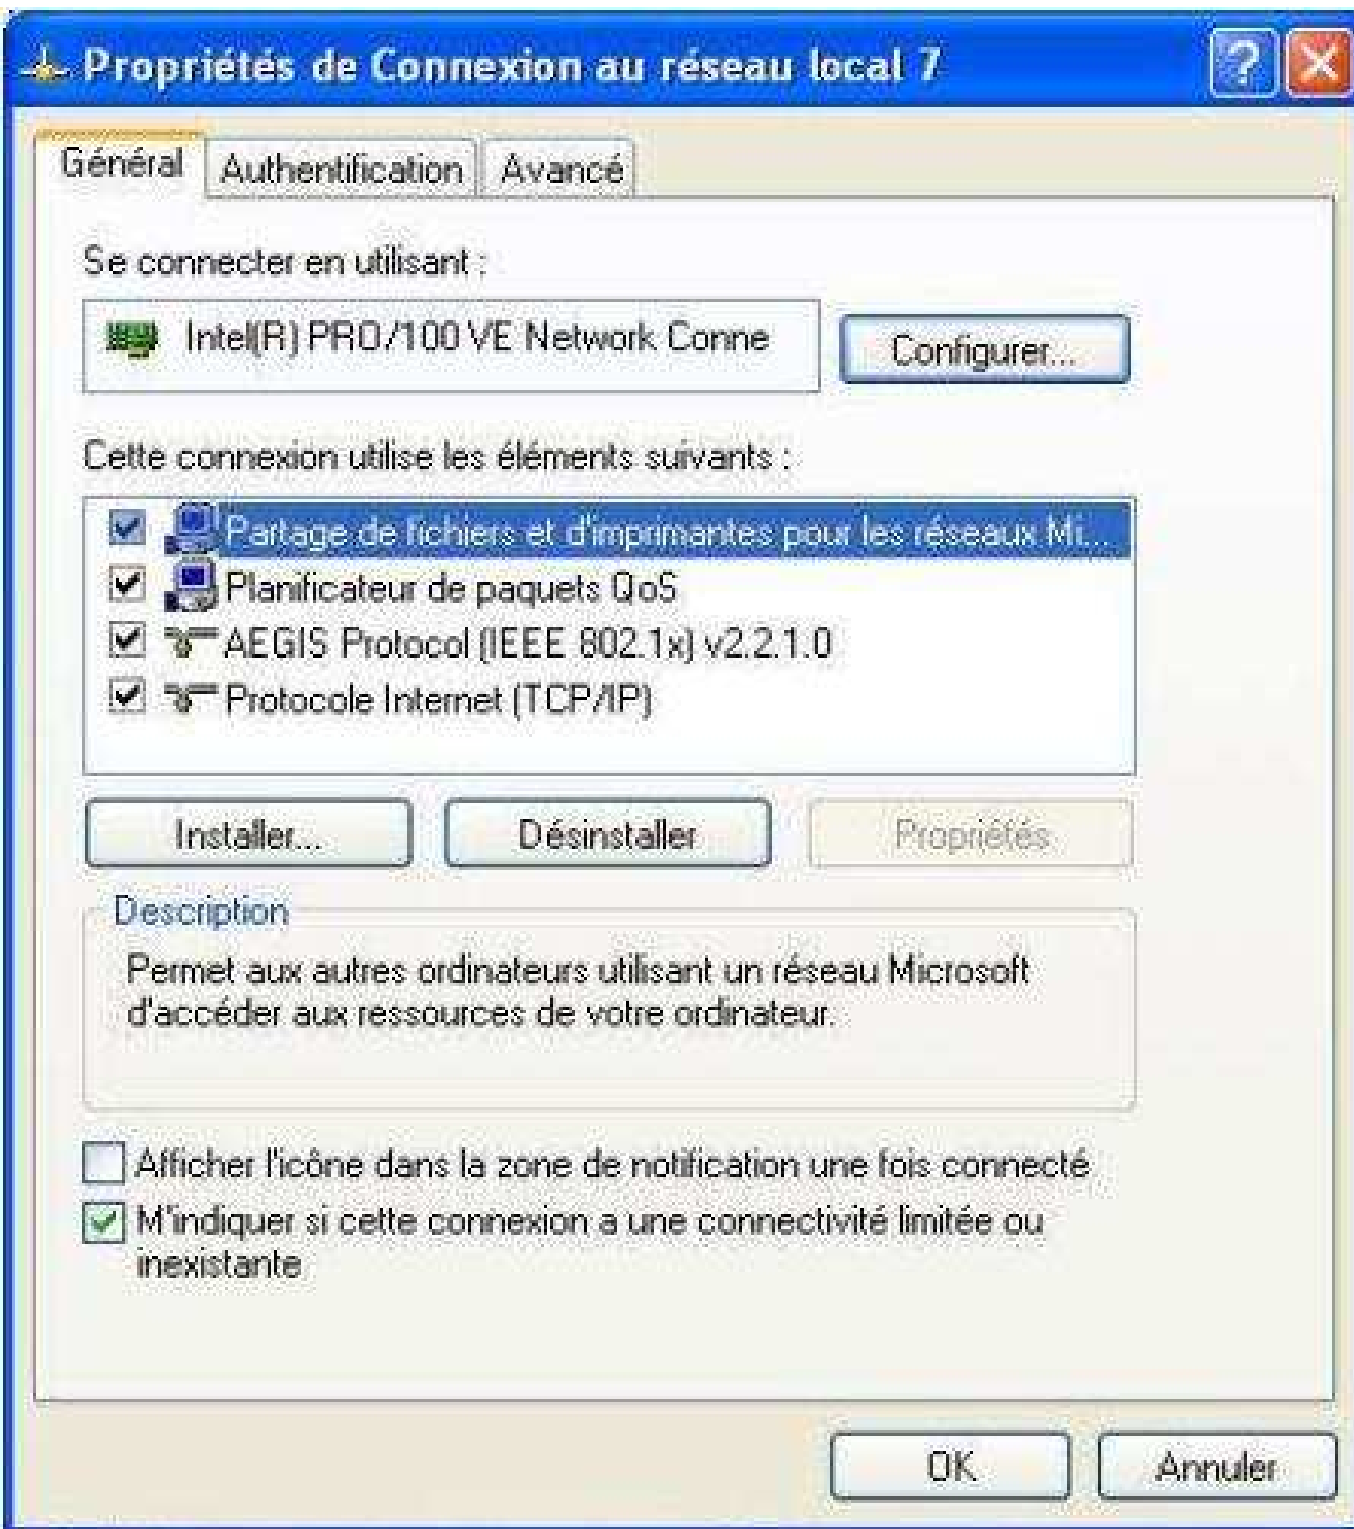 Propriétés de Connexion au réseau local 7
Général
Authentification
Avancé
Se connecter en utilisant :
Intel(R) PRO/100 VE Network Conne
Configurer...
Cette connexion utilise les éléments suivants :
Partage de fichiers et d'imprimantes pour les réseaux Mi...
Planificateur de paquets QoS
AEGIS Protocol (IEEE 802.1x) v2.2.1.0
Protocole Internet (TCP/IP)
Installer...
Désinstaller
Propriétés
Description
Permet aux autres ordinateurs utilisant un réseau Microsoft
d'accéder aux ressources de votre ordinateur.
Afficher l'icône dans la zone de notification une fois connecté
M'indiquer si cette connexion a une connectivité limitée ou
inexistante
OK
Annuler